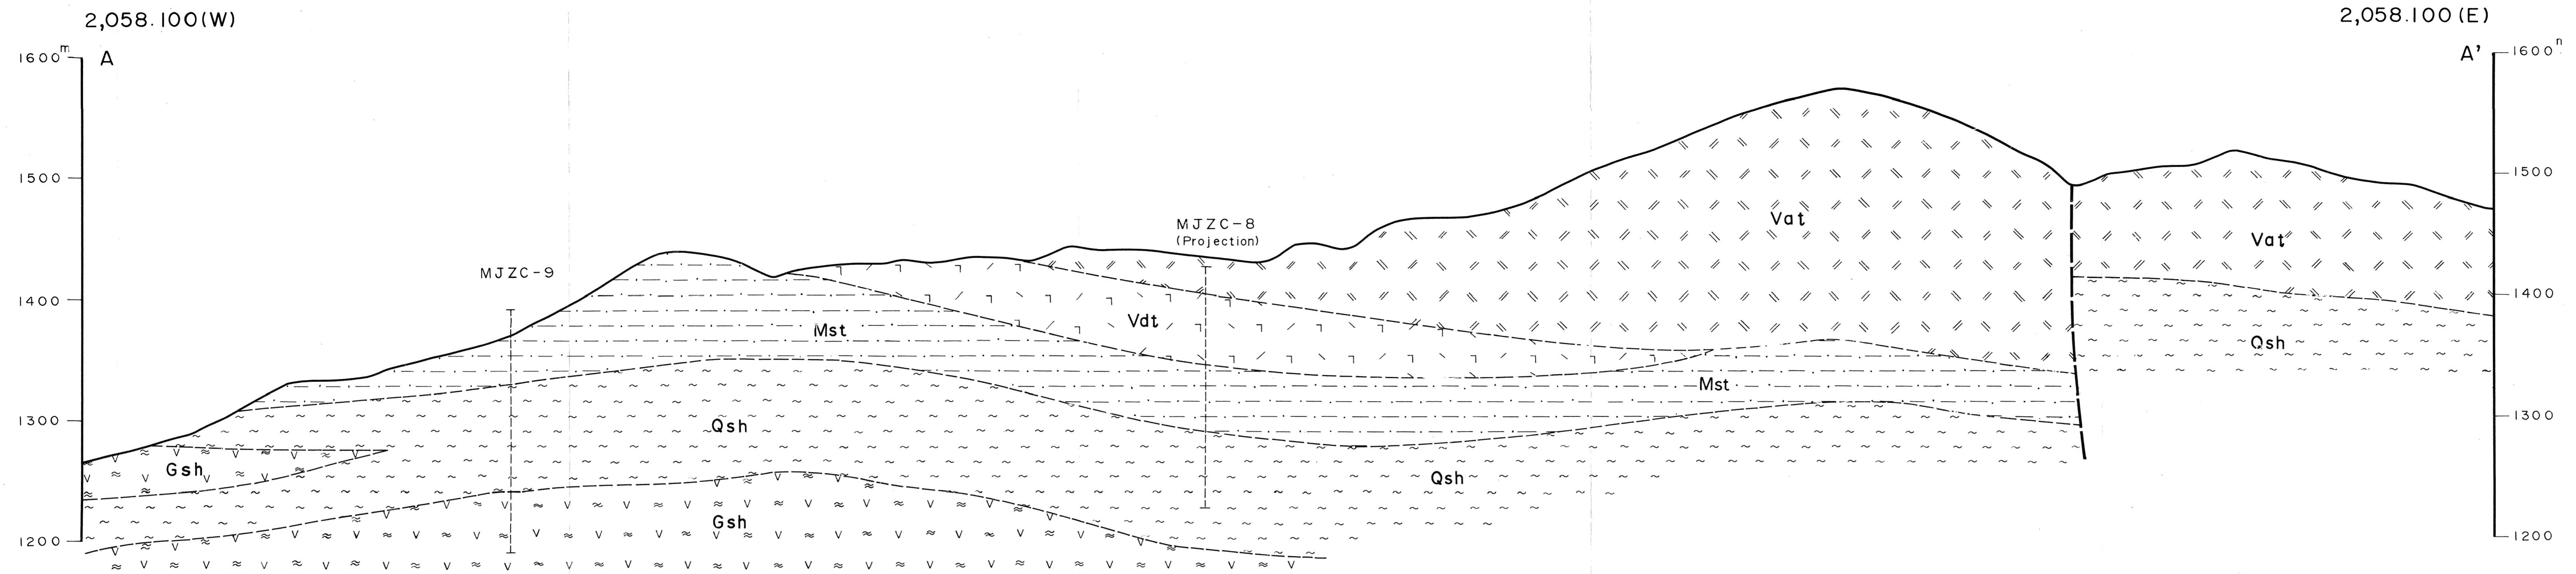 2,058.100(W)
2,058.100 (E)
A
A'
1600m
1500
1400
1300
1200
1600m
1500
1400
1300
1200
MJZC-9
MJZC-8
(Projection)
Vat
Vat
Vdt
Mst
Mst
Qsh
Qsh
Qsh
Gsh
Gsh